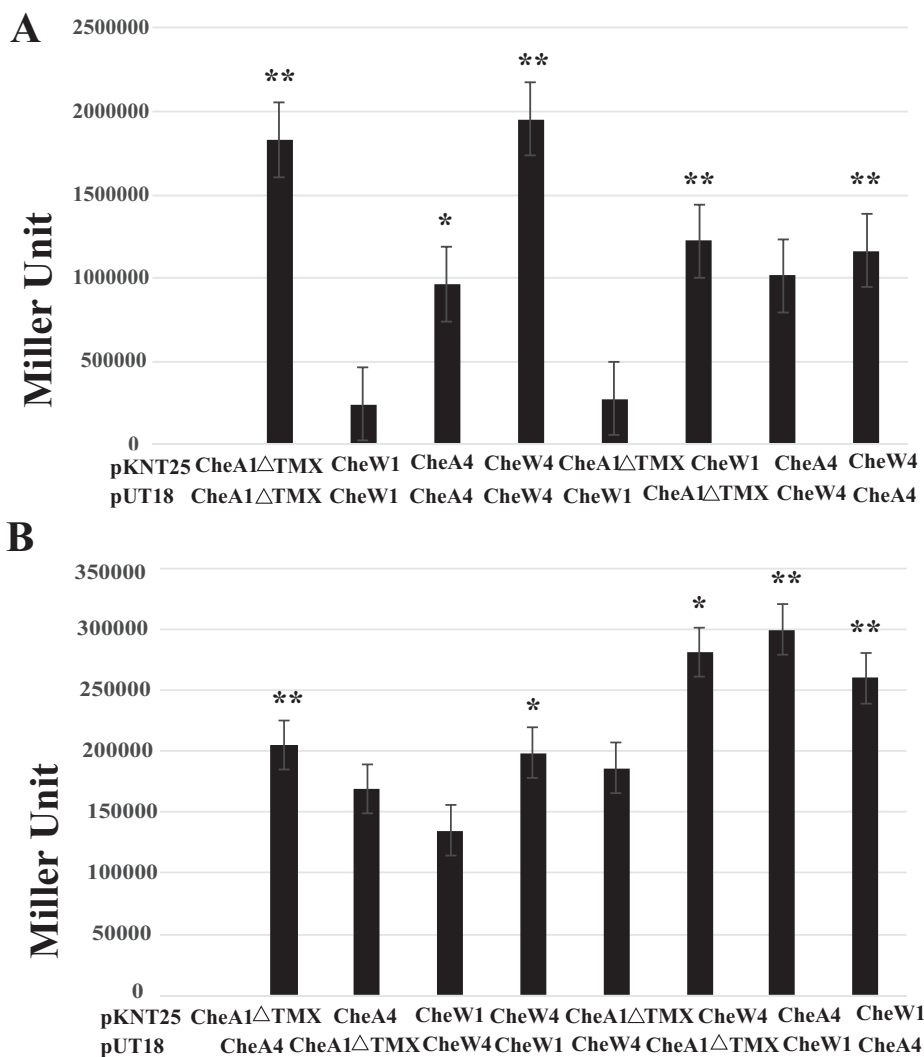 A
2500000
2000000
1500000
1000000
500000
0
Miller Unit
** * ** ** **
pKNT25 CheA1△TMX CheW1 CheA4 CheW4 CheA1△TMX CheW1 CheA4 CheW4
pUT18 CheA1△TMX CheW1 CheA4 CheW4 CheW1 CheA1△TMX CheW4 CheA4
B
350000
300000
250000
200000
150000
100000
50000
0
Miller Unit
** * * ** **
pKNT25 CheA1△TMX CheA4 CheW1 CheW4 CheA1△TMX CheW4 CheA4 CheW1
pUT18 CheA4 CheA1△TMX CheW4 CheW1 CheW4 CheA1△TMX CheW1 CheA4